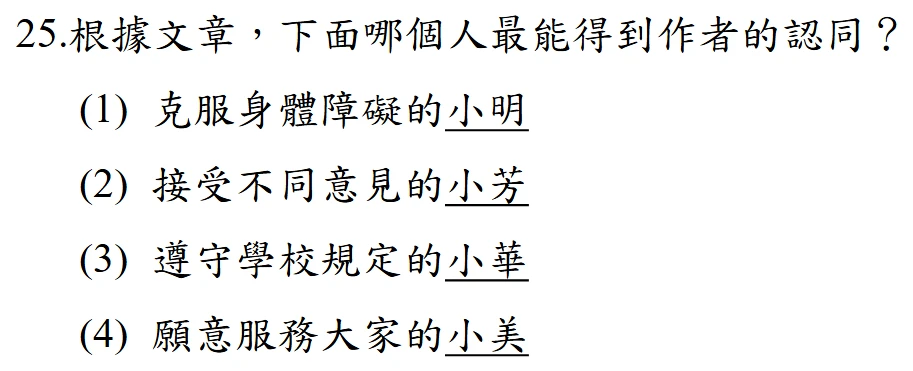 25.根據文章，下面哪個人最能得到作者的認同？
(1) 克服身體障礙的小明
(2) 接受不同意見的小芳
(3) 遵守學校規定的小華
(4) 願意服務大家的小美